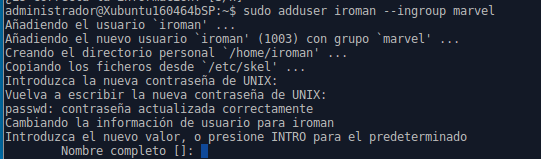 administrador@Xubuntu160464bSP:~$ sudo adduser iroman --ingroup marvel
Añadiendo el usuario `iroman' ...
Añadiendo el nuevo usuario `iroman' (1003) con grupo `marvel' ...
Creando el directorio personal `/home/iroman' ...
Copiando los ficheros desde `/etc/skel' ...
Introduzca la nueva contraseña de UNIX:
Vuelva a escribir la nueva contraseña de UNIX:
passwd: contraseña actualizada correctamente
Cambiando la información de usuario para iroman
Introduzca el nuevo valor, o presione INTRO para el predeterminado
Nombre completo []: